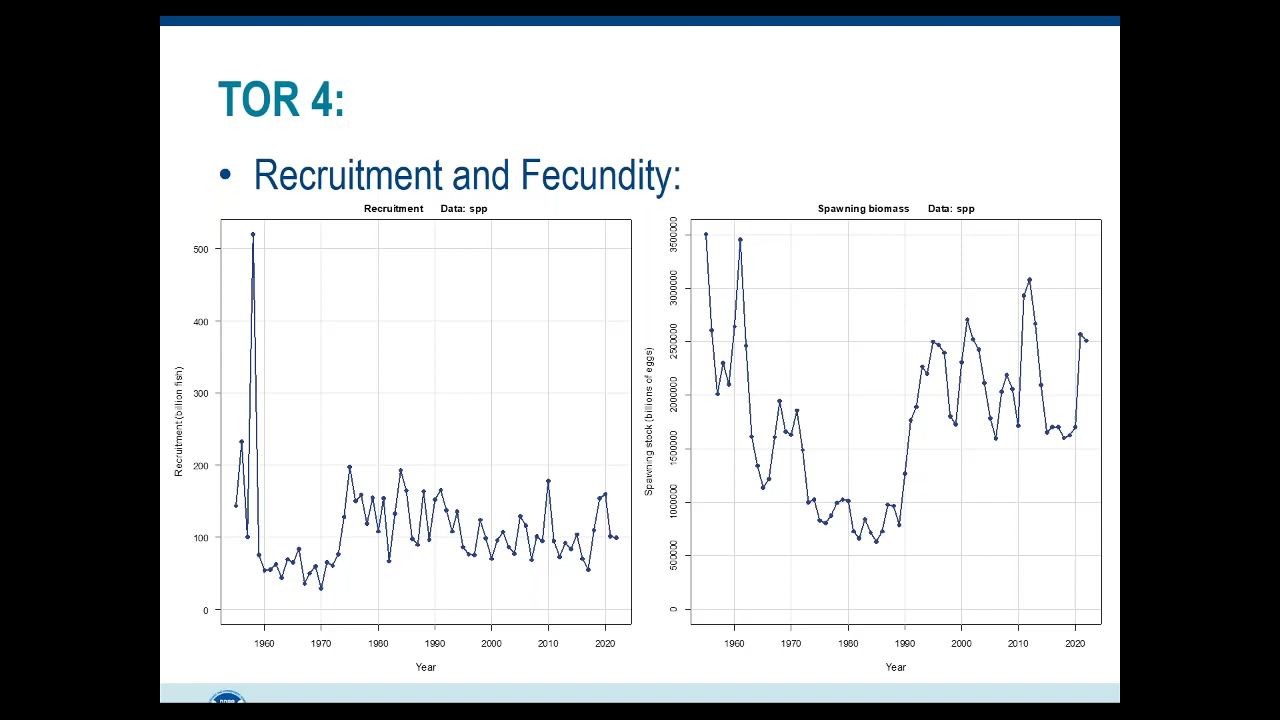 TOR 4:
• Recruitment and Fecundity:
Recruitment Data: spp
Recruitment (billion fish)
500
400
300
200
100
0
1960 1970 1980 1990 2000 2010 2020
Year
Spawning biomass Data: spp
Spawning stock (billions of eggs)
3500000
3000000
2500000
2000000
1500000
1000000
500000
0
1960 1970 1980 1990 2000 2010 2020
Year